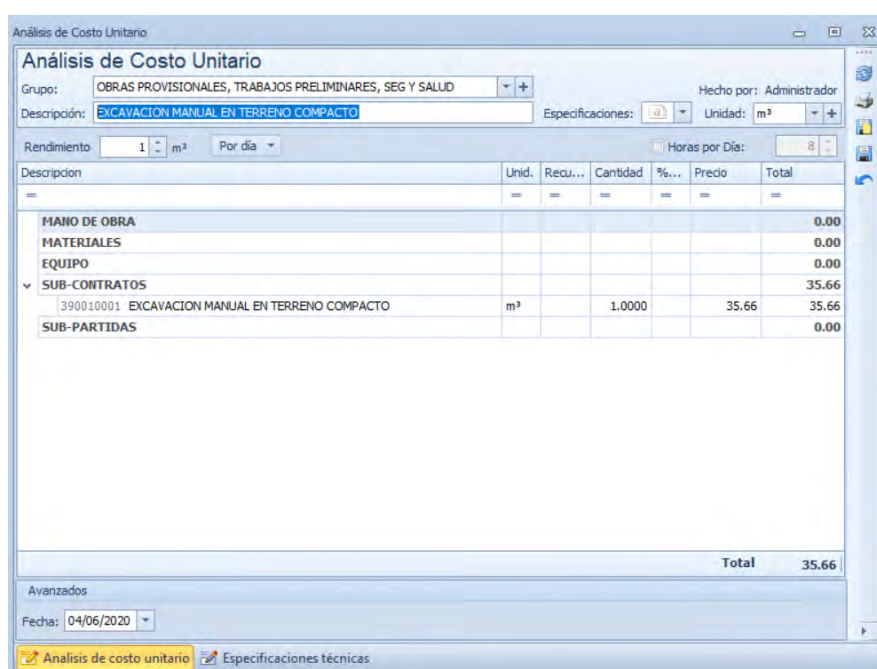 Análisis de Costo Unitario
Análisis de Costo Unitario
Grupo: OBRAS PROVISIONALES, TRABAJOS PRELIMINARES, SEG Y SALUD Hecho por: Administrador
Descripción: EXCAVACION MANUAL EN TERRENO COMPACTO Especificaciones: a) Unidad: m³
Rendimiento 1 m³ Por día Horas por Día: 8
Descripcion Unid. Recu... Cantidad %... Precio Total
= = = = = = =
MANO DE OBRA 0.00
MATERIALES 0.00
EQUIPO 0.00
SUB-CONTRATOS 35.66
390010001 EXCAVACION MANUAL EN TERRENO COMPACTO m³ 1.0000 35.66 35.66
SUB-PARTIDAS 0.00
Total 35.66
Avanzados
Fecha: 04/06/2020
Analisis de costo unitario Especificaciones técnicas